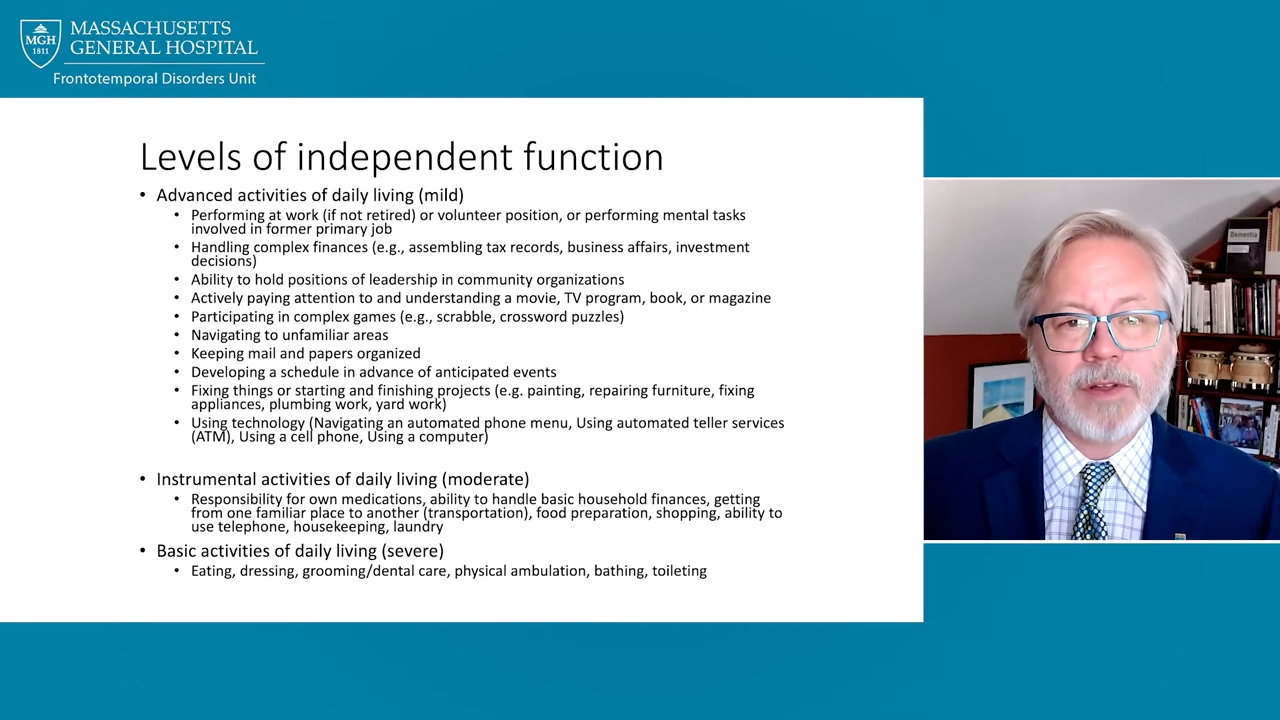 MASSACHUSETTS
GENERAL HOSPITAL
MGH
1811
Frontotemporal Disorders Unit
Levels of independent function
• Advanced activities of daily living (mild)
• Performing at work (if not retired) or volunteer position, or performing mental tasks
involved in former primary job
• Handling complex finances (e.g., assembling tax records, business affairs, investment
decisions)
• Ability to hold positions of leadership in community organizations
• Actively paying attention to and understanding a movie, TV program, book, or magazine
• Participating in complex games (e.g., scrabble, crossword puzzles)
• Navigating to unfamiliar areas
• Keeping mail and papers organized
• Developing a schedule in advance of anticipated events
• Fixing things or starting and finishing projects (e.g. painting, repairing furniture, fixing
appliances, plumbing work, yard work)
• Using technology (Navigating an automated phone menu, Using automated teller services
(ATM), Using a cell phone, Using a computer)
• Instrumental activities of daily living (moderate)
• Responsibility for own medications, ability to handle basic household finances, getting
from one familiar place to another (transportation), food preparation, shopping, ability to
use telephone, housekeeping, laundry
• Basic activities of daily living (severe)
• Eating, dressing, grooming/dental care, physical ambulation, bathing, toileting
Dementia